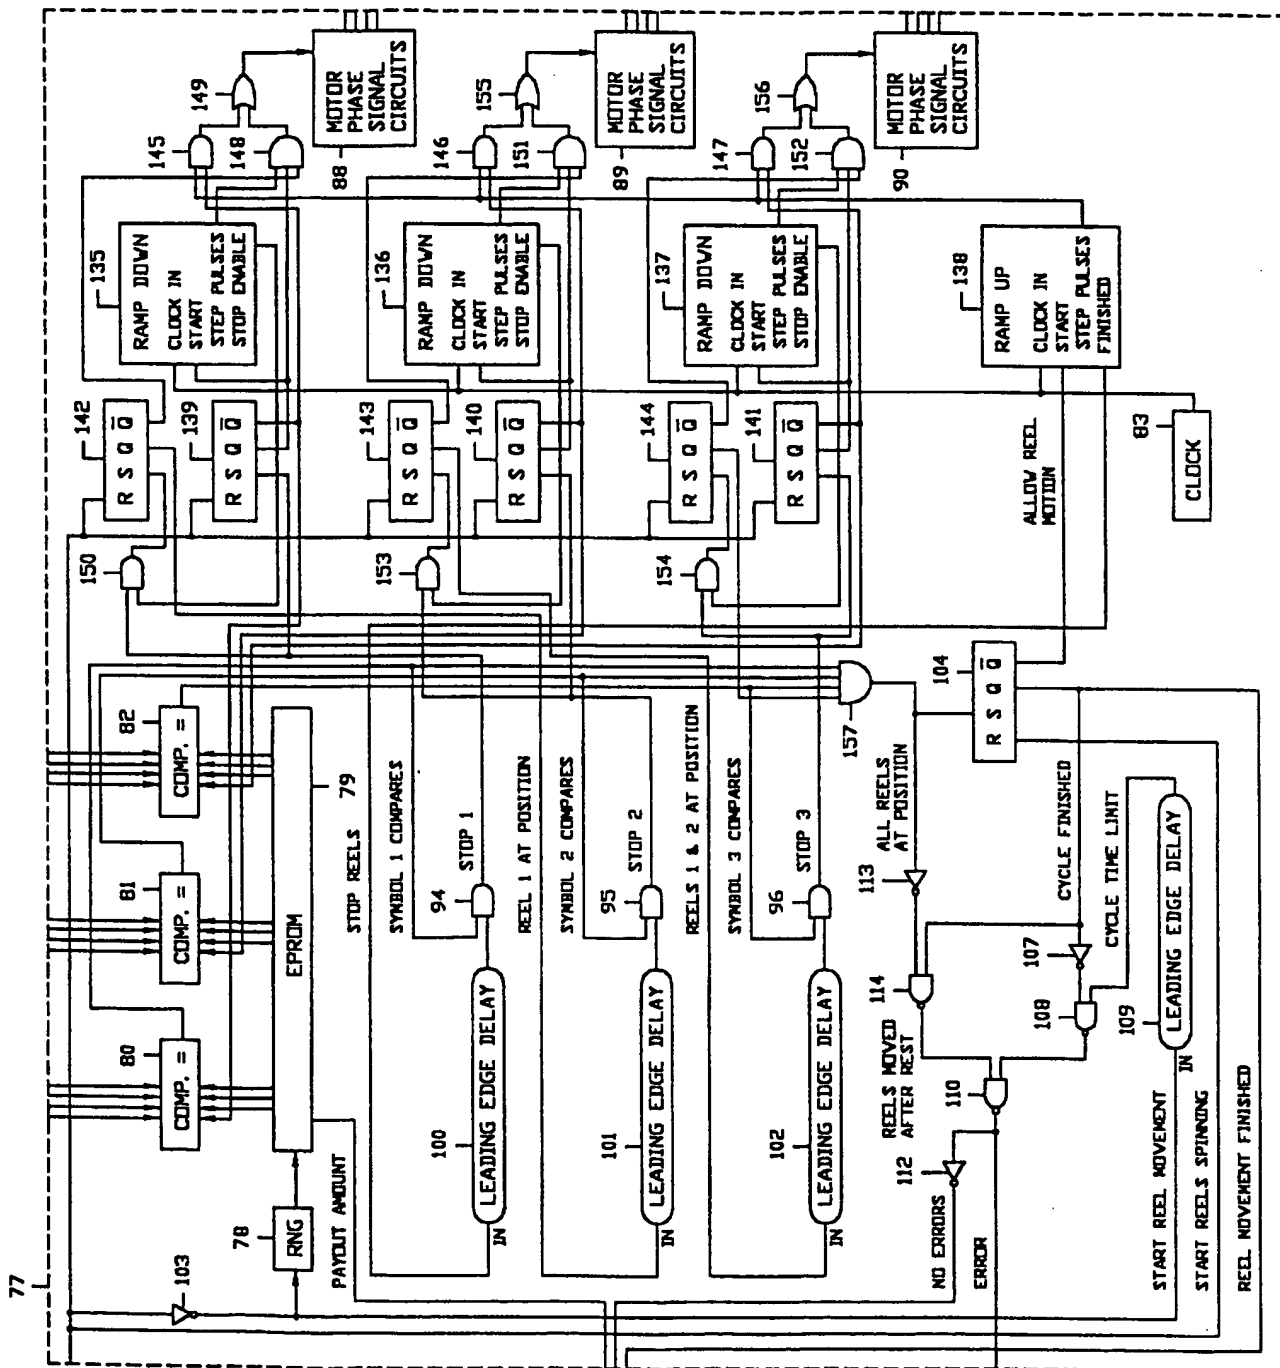 77
103
78
RNG
PAYOUT AMOUNT
80
COMP. =
81
COMP. =
82
COMP. =
EPROM
79
STOP REELS
SYMBOL 1 COMPARES
94
STOP 1
100
LEADING EDGE DELAY
IN
REEL 1 AT POSITION
SYMBOL 2 COMPARES
95
STOP 2
101
LEADING EDGE DELAY
IN
REELS 1 & 2 AT POSITION
SYMBOL 3 COMPARES
96
STOP 3
102
LEADING EDGE DELAY
IN
157
ALL REELS
AT POSITION
113
114
REELS MOVED
AFTER REST
112
110
NO ERRORS
ERROR
104
R S Q Q̅
CYCLE FINISHED
107
108
CYCLE TIME LIMIT
109
LEADING EDGE DELAY
IN
START REEL MOVEMENT
START REELS SPINNING
REEL MOVEMENT FINISHED
150
142
R S Q Q̅
139
R S Q Q̅
153
143
R S Q Q̅
140
R S Q Q̅
154
144
R S Q Q̅
141
R S Q Q̅
ALLOW REEL
MOTION
83
CLOCK
135
RAMP DOWN
CLOCK IN
START
STEP PULSES
STOP ENABLE
136
RAMP DOWN
CLOCK IN
START
STEP PULSES
STOP ENABLE
137
RAMP DOWN
CLOCK IN
START
STEP PULSES
STOP ENABLE
138
RAMP UP
CLOCK IN
START
STEP PULSES
FINISHED
145
149
148
88
MOTOR
PHASE
SIGNAL
CIRCUITS
146
155
151
89
MOTOR
PHASE
SIGNAL
CIRCUITS
147
156
152
90
MOTOR
PHASE
SIGNAL
CIRCUITS